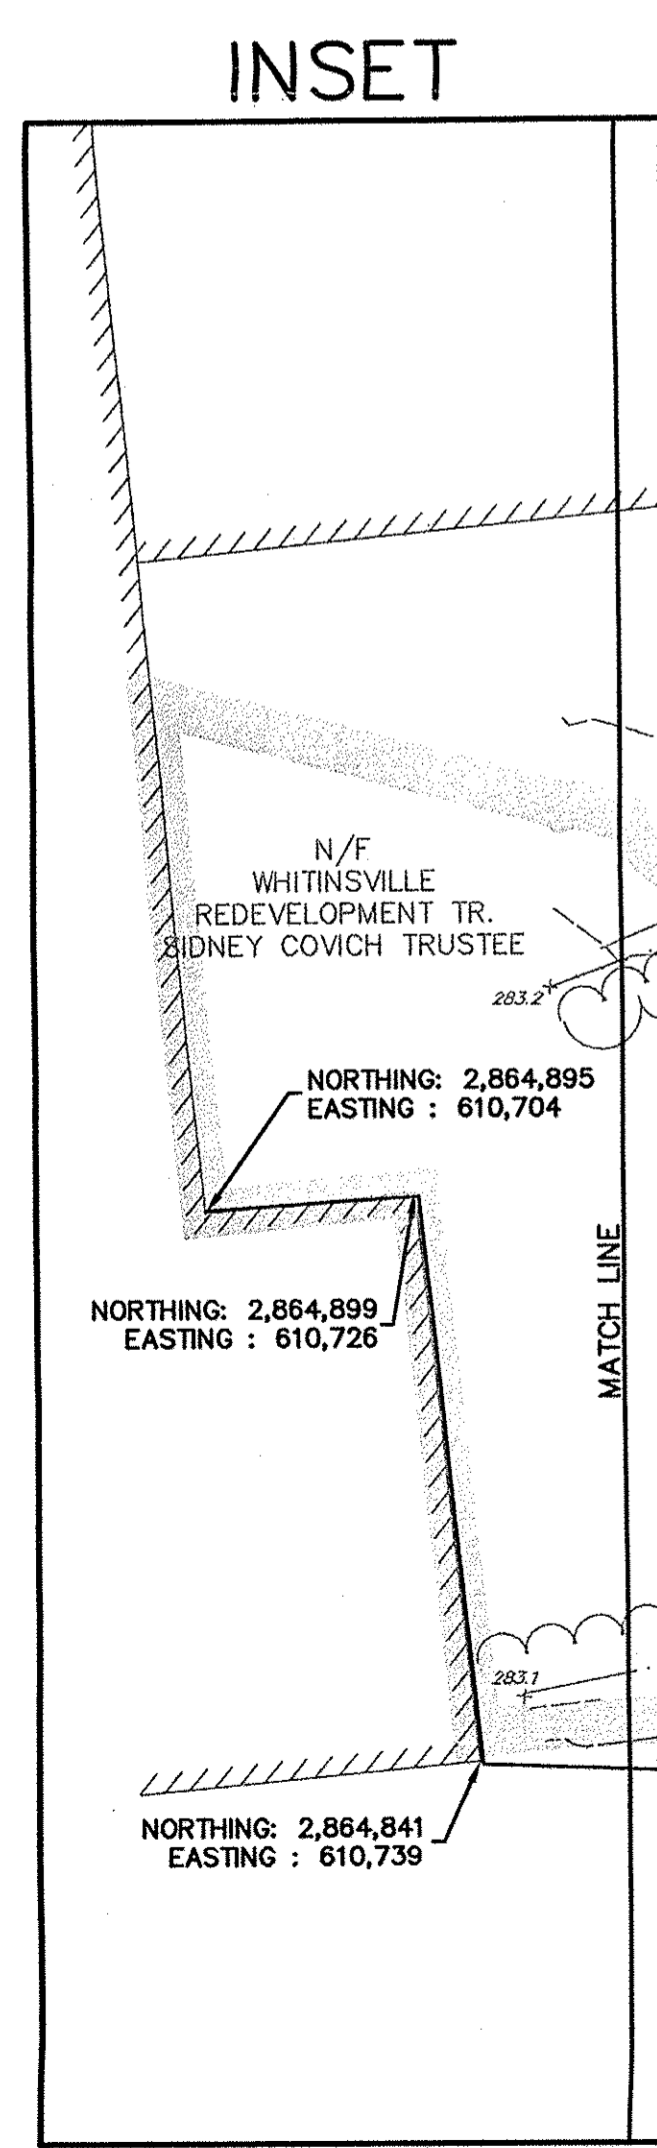 INSET
N/F
WHITINSVILLE
REDEVELOPMENT TR.
SIDNEY COVICH TRUSTEE
283.2
NORTHING: 2,864,895
EASTING : 610,704
NORTHING: 2,864,899
EASTING : 610,726
MATCH LINE
283.1
NORTHING: 2,864,841
EASTING : 610,739